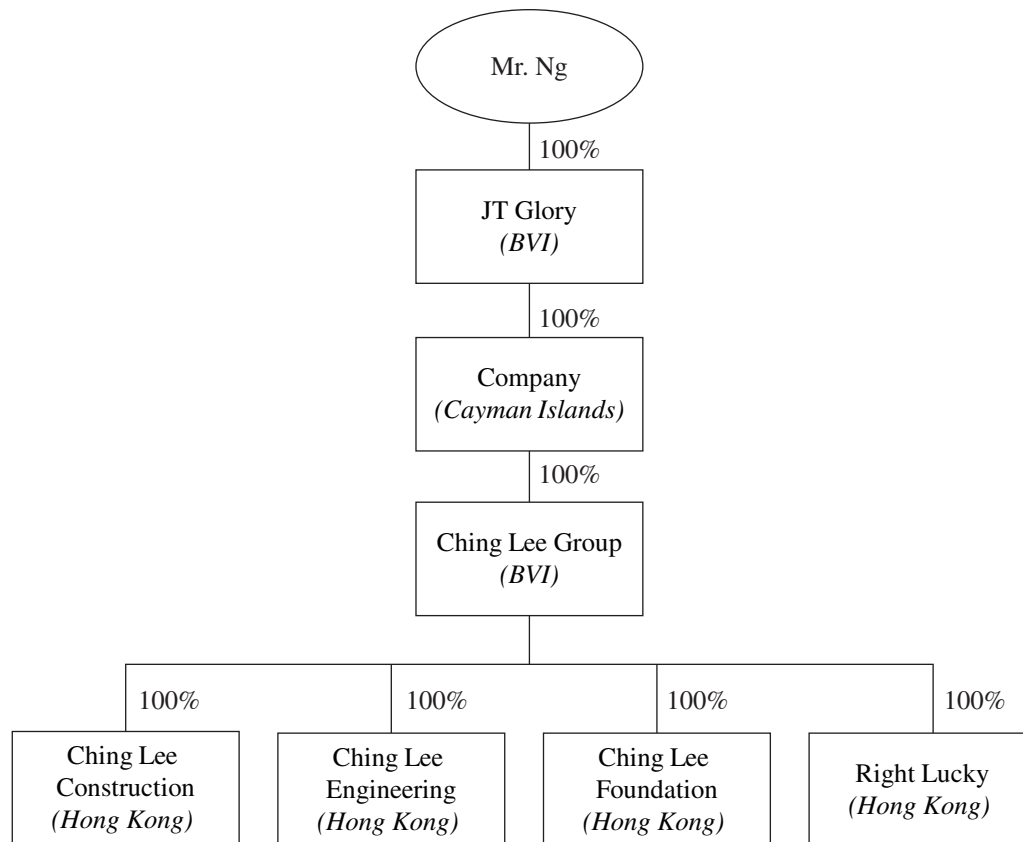 Mr. Ng
100%
JT Glory
(BVI)
100%
Company
(Cayman Islands)
100%
Ching Lee Group
(BVI)
100%
100%
100%
100%
Ching Lee
Construction
(Hong Kong)
Ching Lee
Engineering
(Hong Kong)
Ching Lee
Foundation
(Hong Kong)
Right Lucky
(Hong Kong)